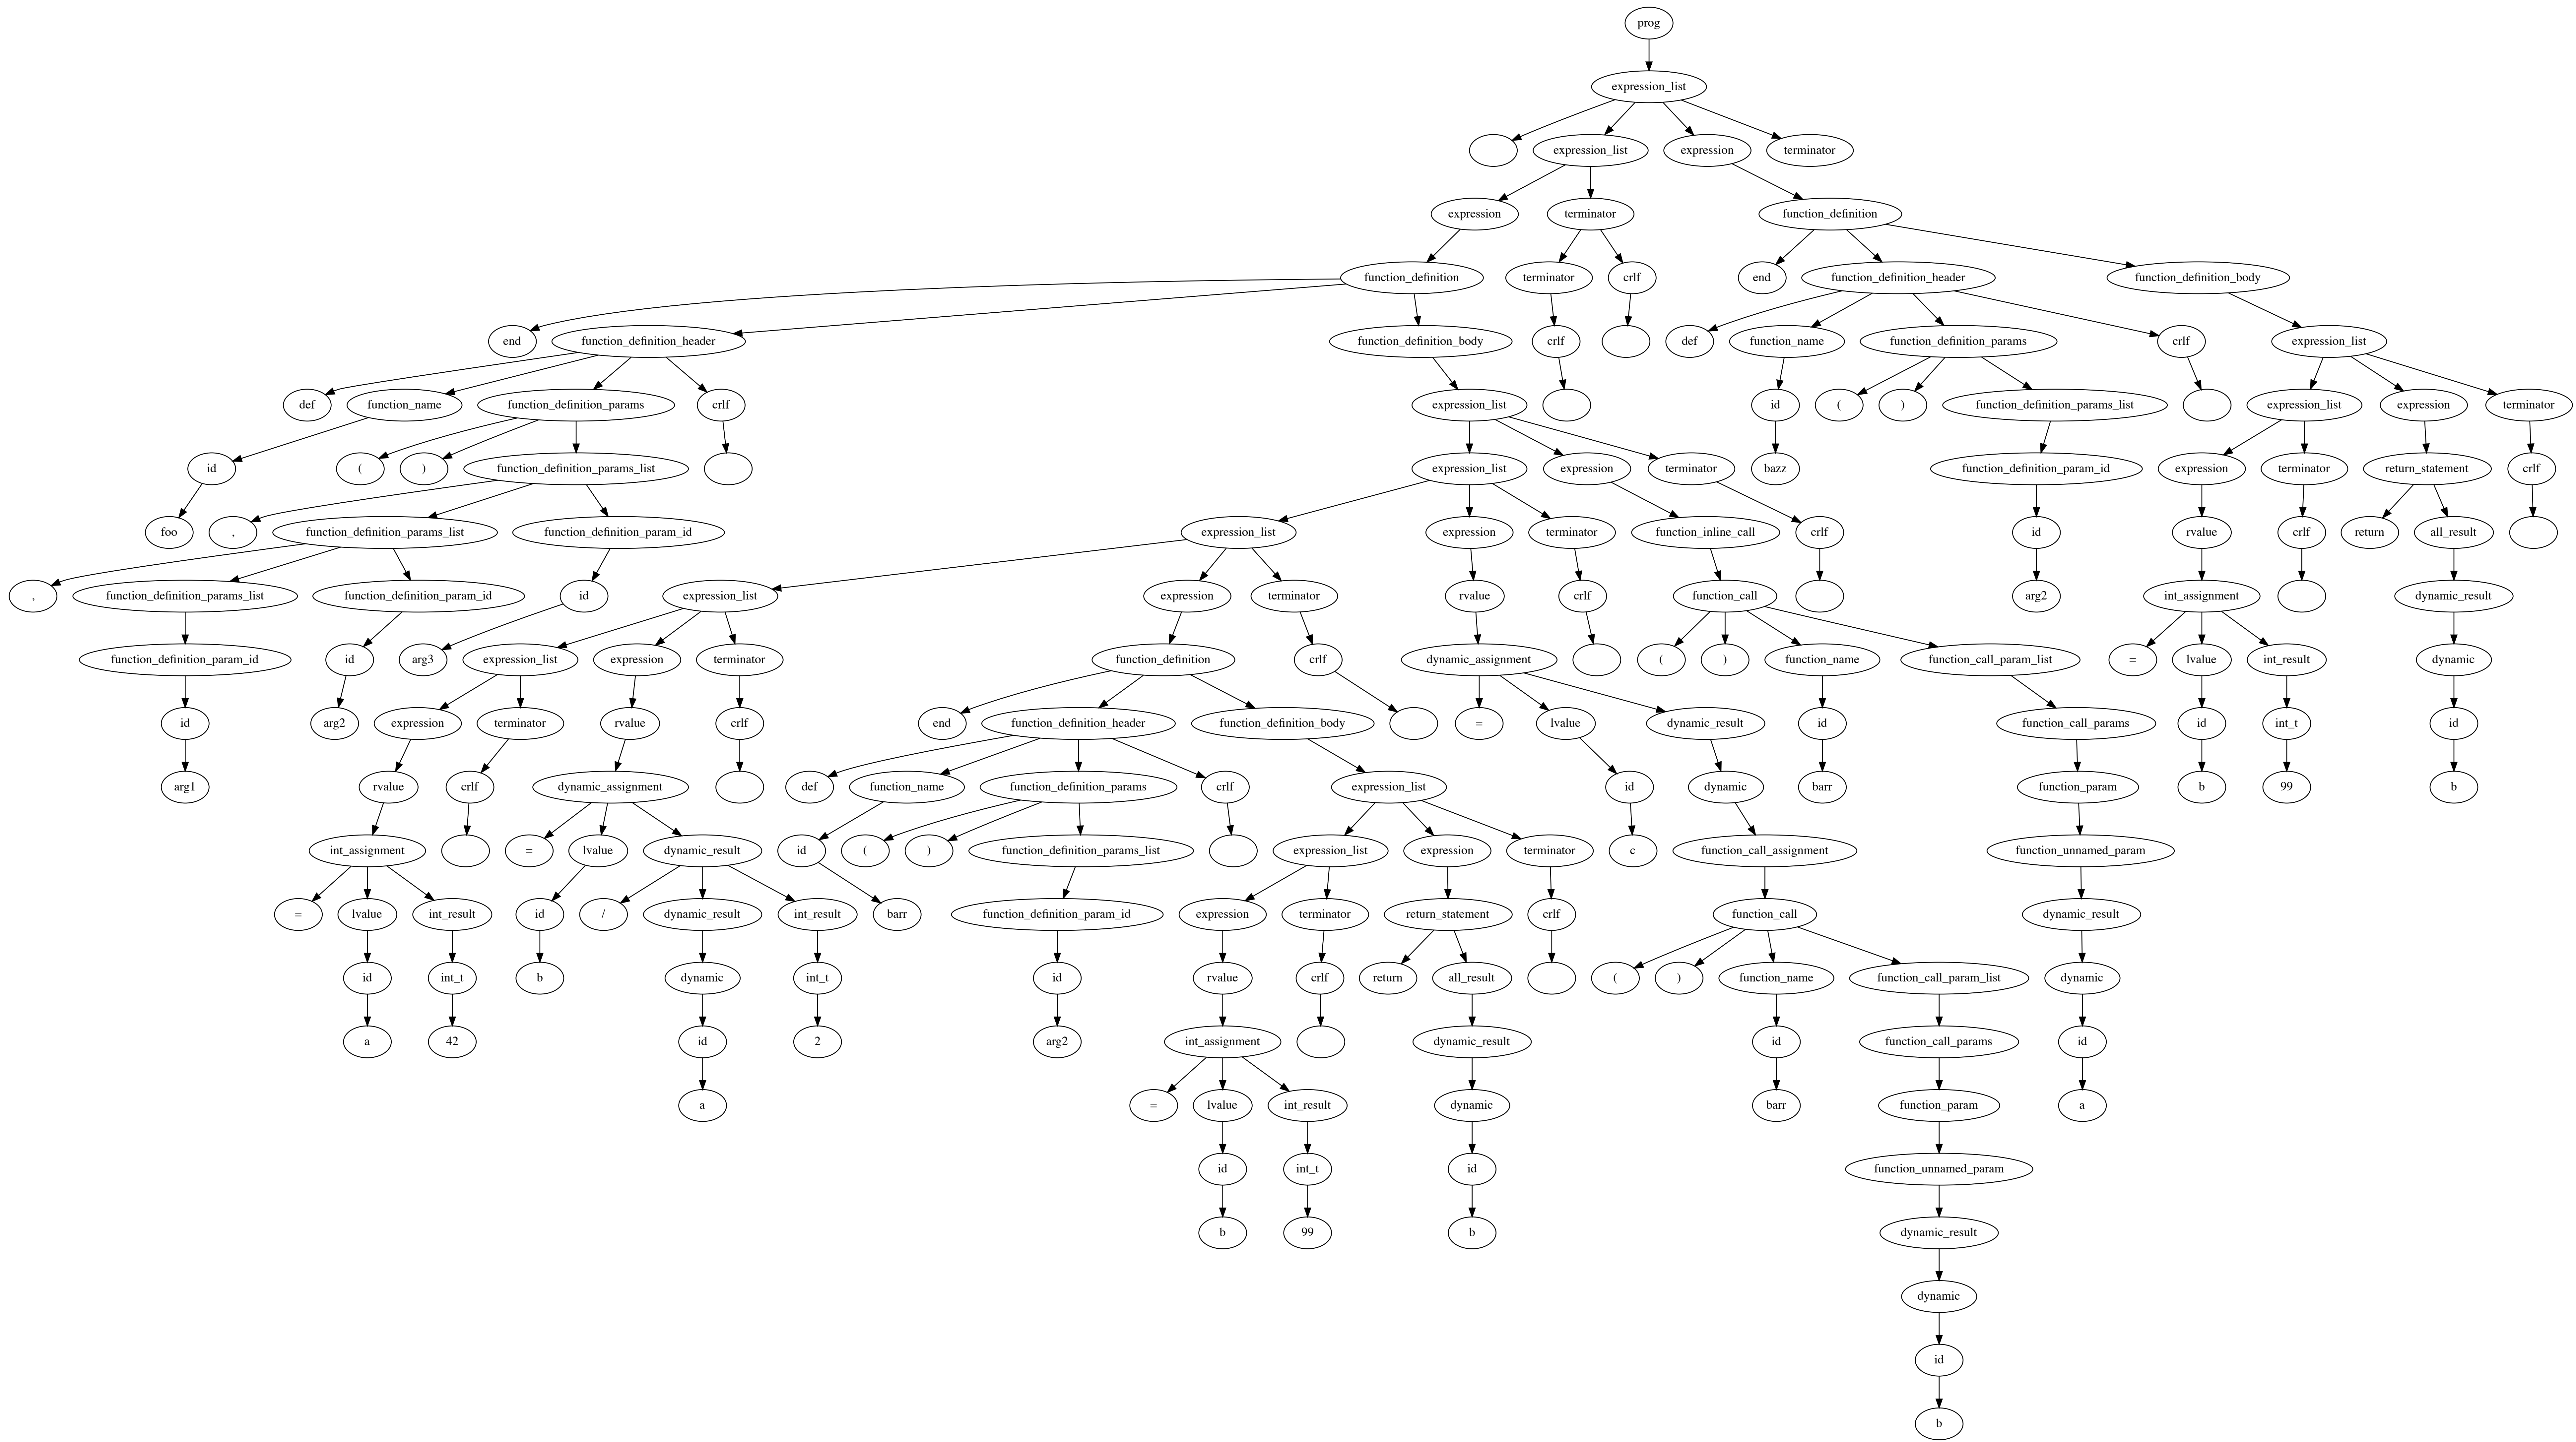 prog
expression_list
expression_list expression terminator
expression terminator function_definition
function_definition terminator crlf end function_definition_header function_definition_body
end function_definition_header function_definition_body crlf def function_name function_definition_params crlf expression_list
def function_name function_definition_params crlf expression_list id ( ) function_definition_params_list expression_list expression terminator
id ( ) function_definition_params_list expression_list expression terminator bazz function_definition_param_id expression terminator return_statement crlf
foo , function_definition_params_list function_definition_param_id expression_list expression terminator function_inline_call crlf id rvalue crlf return all_result
, function_definition_params_list function_definition_param_id id expression_list expression terminator rvalue crlf function_call arg2 int_assignment dynamic_result
function_definition_param_id id arg3 expression_list expression terminator function_definition crlf dynamic_assignment ( ) function_name function_call_param_list = lvalue int_result dynamic
id arg2 expression terminator rvalue crlf end function_definition_header function_definition_body = lvalue dynamic_result id function_call_params id int_t id
arg1 rvalue crlf dynamic_assignment def function_name function_definition_params crlf expression_list id dynamic barr function_param b 99 b
int_assignment = lvalue dynamic_result id ( ) function_definition_params_list expression_list expression terminator c function_call_assignment function_unnamed_param
= lvalue int_result id / dynamic_result int_result barr function_definition_param_id expression terminator return_statement crlf function_call dynamic_result
id int_t b dynamic int_t id rvalue crlf return all_result ( ) function_name function_call_param_list dynamic
a 42 id 2 arg2 int_assignment dynamic_result id function_call_params id
a = lvalue int_result dynamic barr function_param a
id int_t id function_unnamed_param
b 99 b dynamic_result
dynamic
id
b